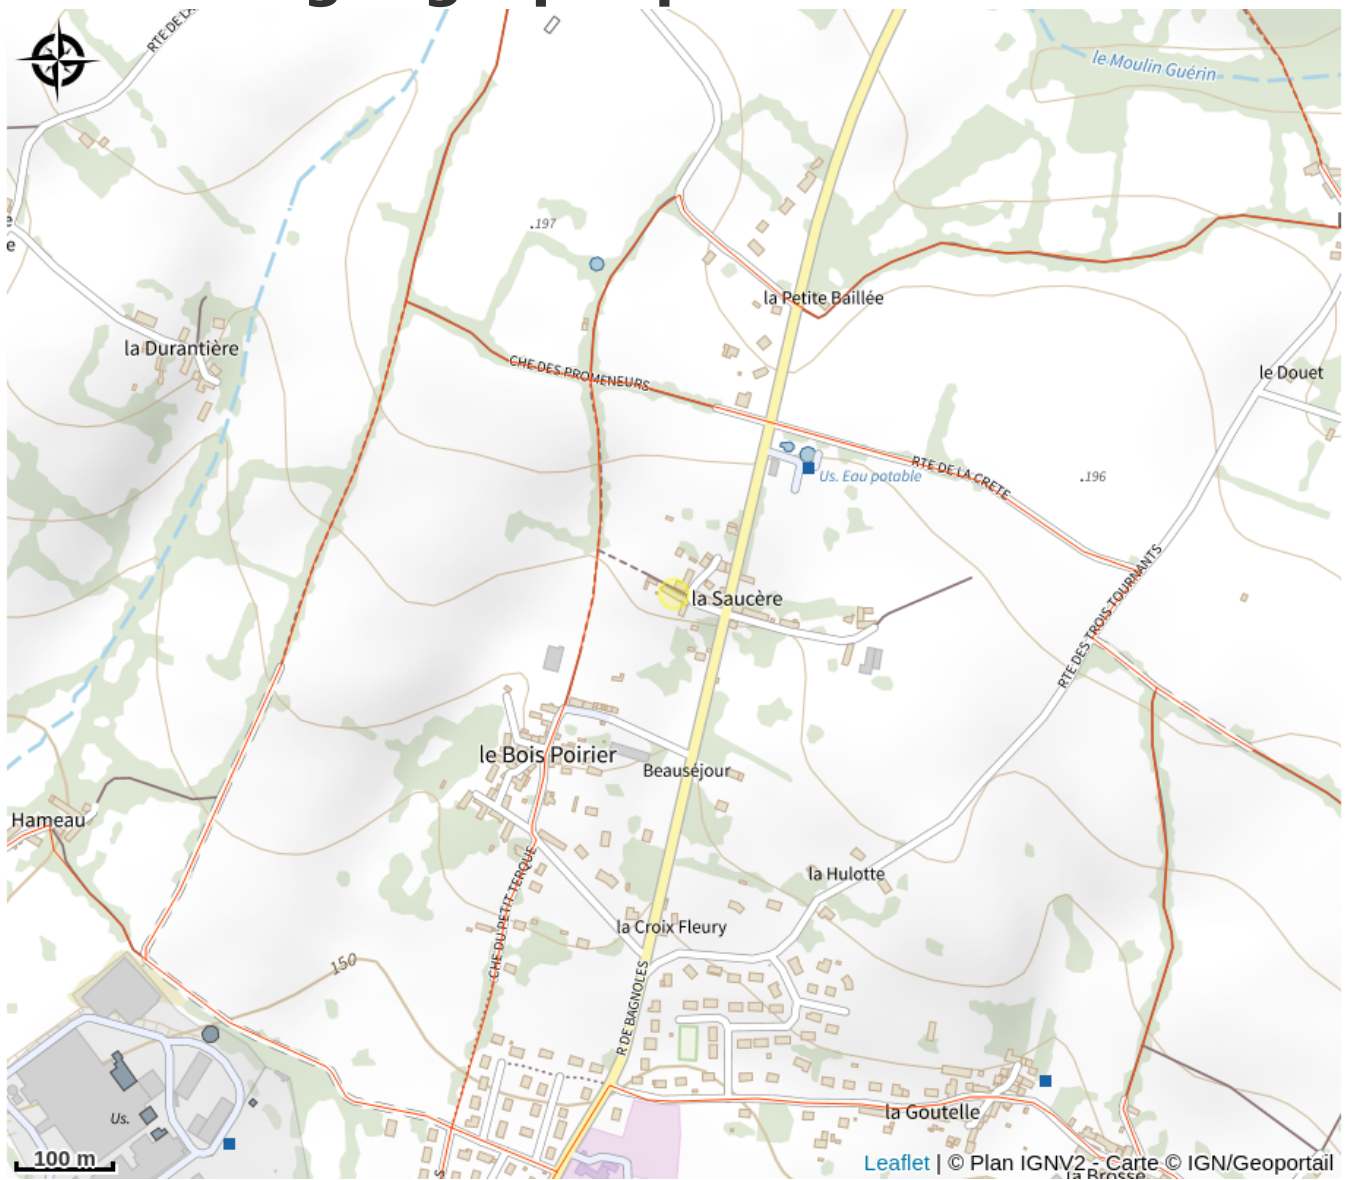 RTE DE LA
le Moulin Guérin
.197
la Petite Baillée
la Durantière
CHE DES PROMENEURS
le Douet
RTE DE LA CRETE
.196
Us. Eau potable
la Saucère
RTE DES TROIS TOURNANTS
le Bois Poirier
Beauséjour
Hameau
la Hulotte
CHE DU PETIT TERQUE
la Croix Fleury
150
R DE BAGNOLES
Us.
la Goutelle
100 m
Leaflet | © Plan IGNV2 - Carte © IGN/Geoportail
la Brosse